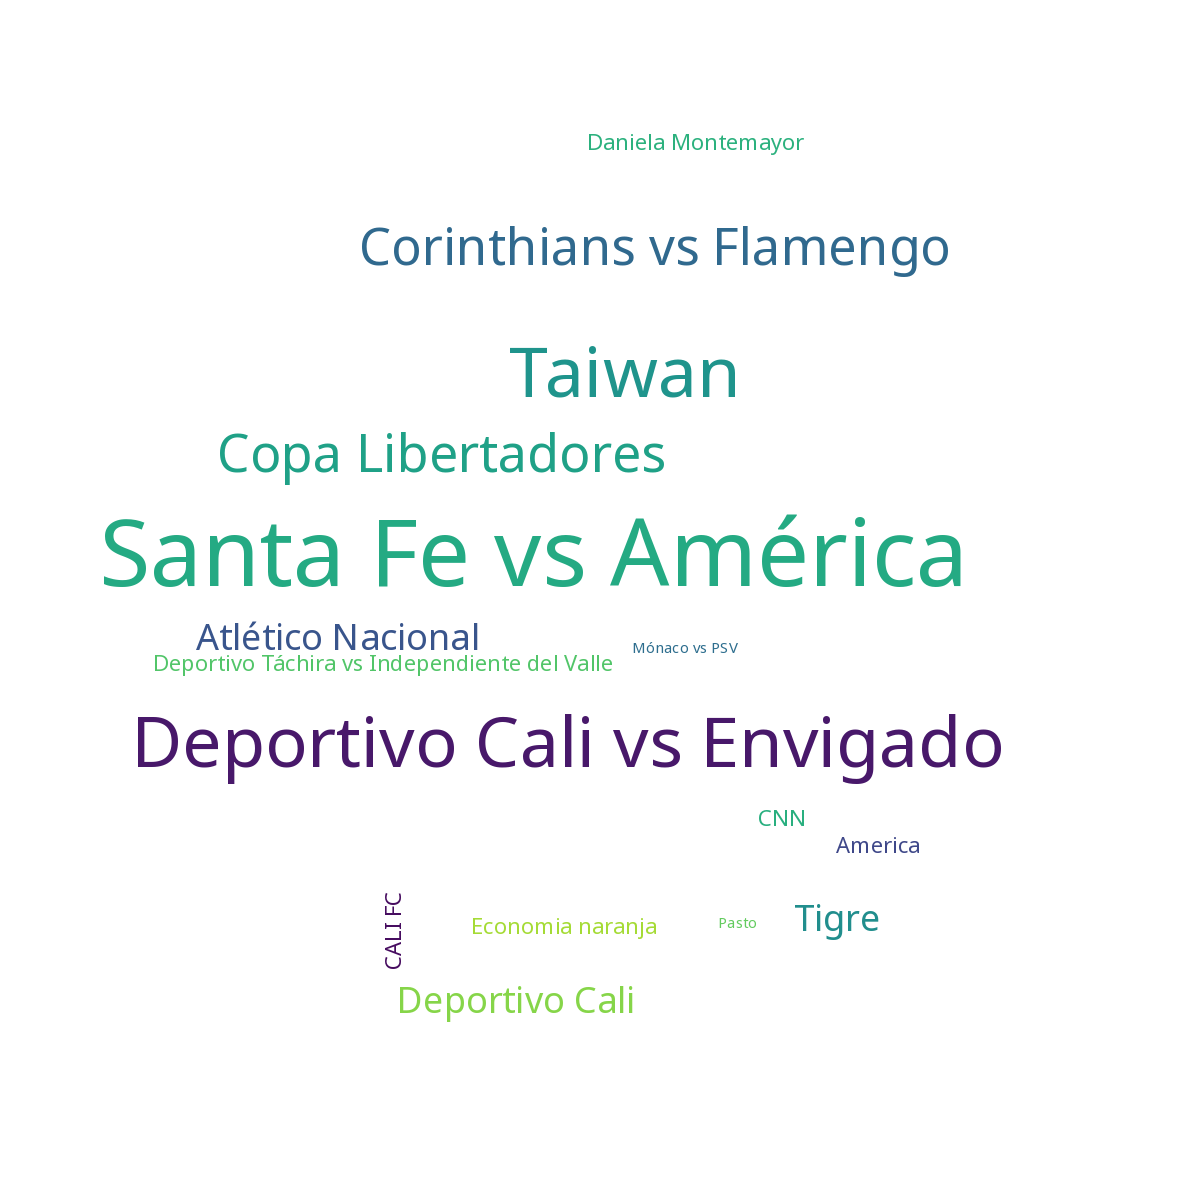 Daniela Montemayor
Corinthians vs Flamengo
Taiwan
Copa Libertadores
Santa Fe vs América
Atlético Nacional
Mónaco vs PSV
Deportivo Táchira vs Independiente del Valle
Deportivo Cali vs Envigado
CNN
America
CALI FC
Economia naranja
Pasto
Tigre
Deportivo Cali